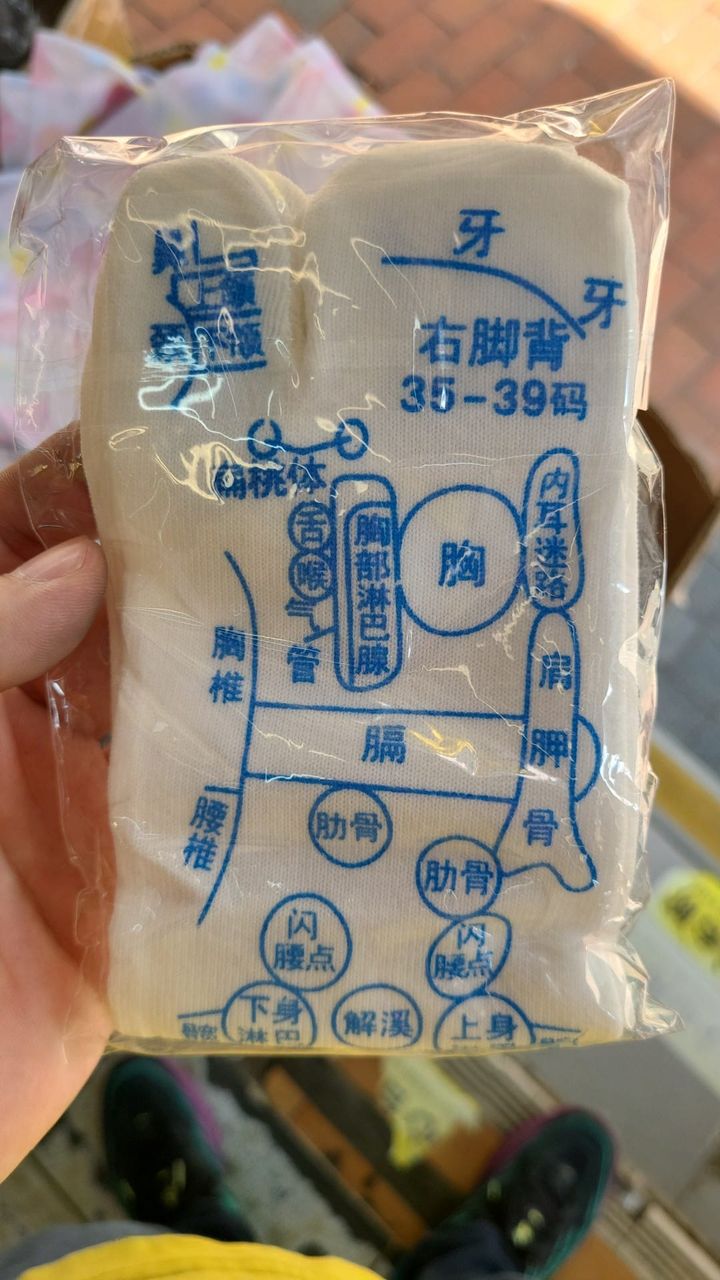 牙
牙
右脚背
35-39码
扁桃体
舌
喉
气
管
胸部淋巴腺
胸
内耳迷路
胸椎
膈
肩胛骨
腰椎
肋骨
肋骨
闪
腰点
闪
腰点
下身
淋巴
解溪
上身